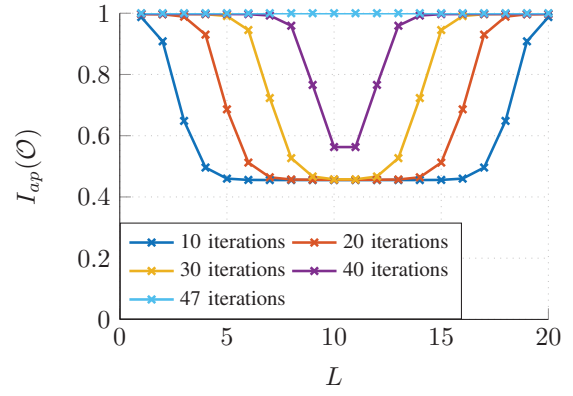 1
0.8
0.6
0.4
0.2
0
I_{ap}(𝒪)
10 iterations
20 iterations
30 iterations
40 iterations
47 iterations
0
5
10
15
20
L